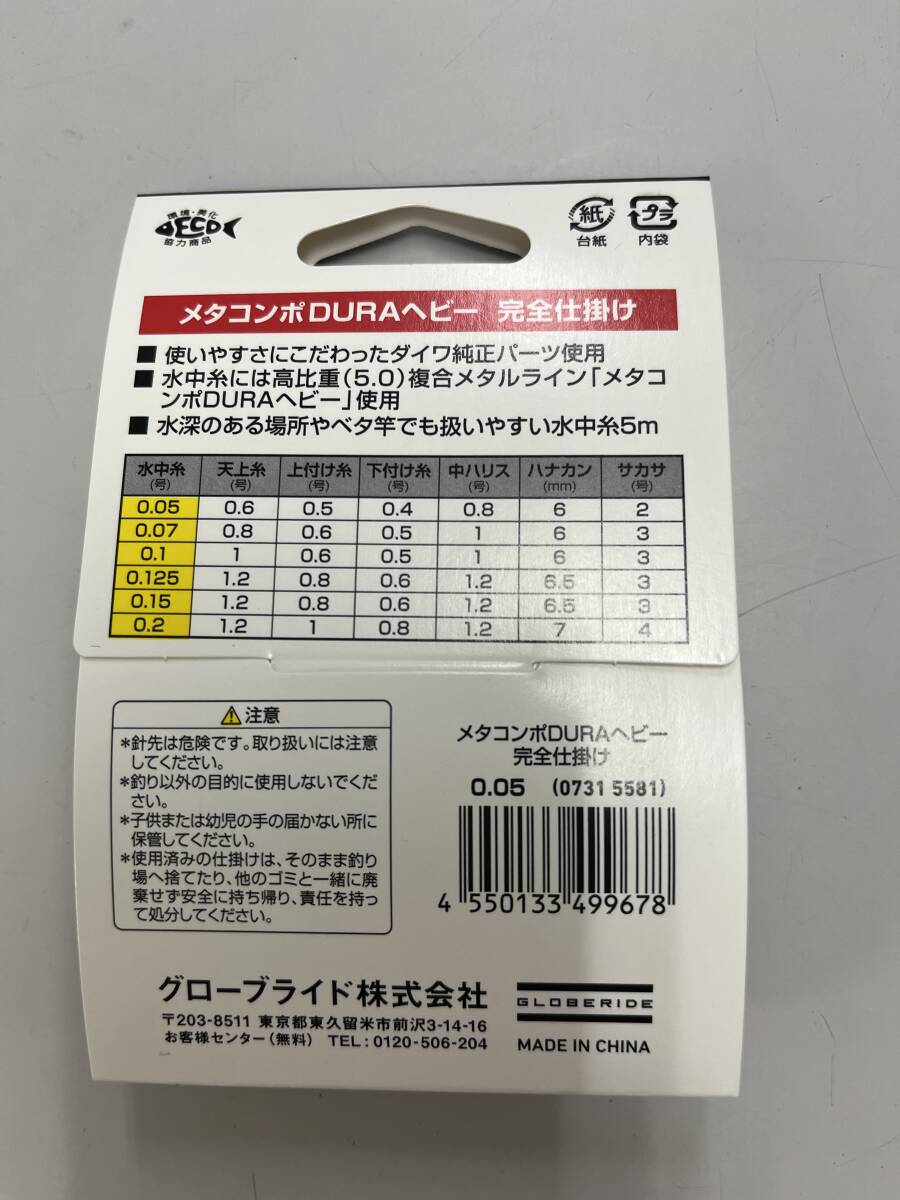 環境・美化
ECO
協力商品
紙
台紙
プラ
内袋
メタコンポDURAヘビー 完全仕掛け
■ 使いやすさにこだわったダイワ純正パーツ使用
■ 水中糸には高比重(5.0)複合メタルライン「メタコ
ンポDURAヘビー」使用
■ 水深のある場所やベタ竿でも扱いやすい水中糸5m
水中糸 天上糸 上付け糸 下付け糸 中ハリス ハナカン サカサ
(号) (号) (号) (号) (号) (mm) (号)
0.05 0.6 0.5 0.4 0.8 6 2
0.07 0.8 0.6 0.5 1 6 3
0.1 1 0.6 0.5 1 6 3
0.125 1.2 0.8 0.6 1.2 6.5 3
0.15 1.2 0.8 0.6 1.2 6.5 3
0.2 1.2 1 0.8 1.2 7 4
⚠注意
*針先は危険です。取り扱いには注意
してください。
*釣り以外の目的に使用しないでくだ
さい。
*子供または幼児の手の届かない所に
保管してください。
*使用済みの仕掛けは、そのまま釣り
場へ捨てたり、他のゴミと一緒に廃
棄せず安全に持ち帰り、責任を持っ
て処分してください。
メタコンポDURAヘビー
完全仕掛け
0.05 (0731 5581)
4 550133 499678
グローブライド株式会社
〒203-8511 東京都東久留米市前沢3-14-16
お客様センター(無料) TEL:0120-506-204
GLOBERIDE
MADE IN CHINA